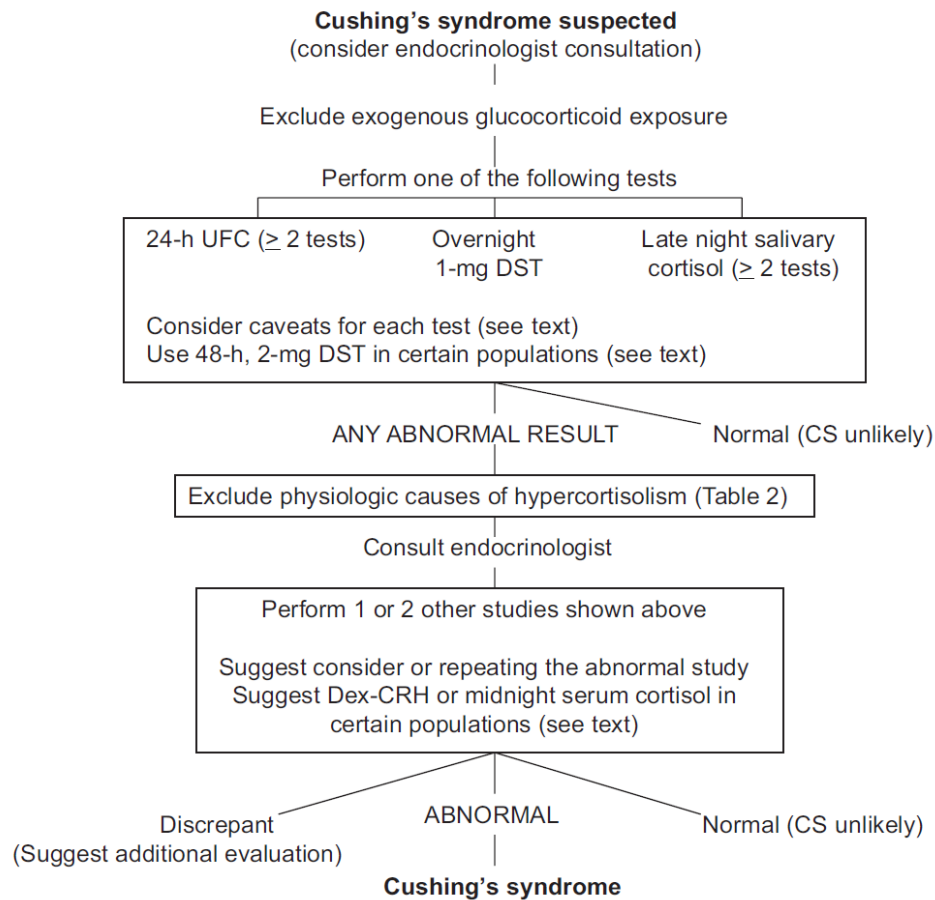 Cushing's syndrome suspected
(consider endocrinologist consultation)
Exclude exogenous glucocorticoid exposure
Perform one of the following tests
24-h UFC (≥ 2 tests)
Overnight
1-mg DST
Late night salivary
cortisol (≥ 2 tests)
Consider caveats for each test (see text)
Use 48-h, 2-mg DST in certain populations (see text)
ANY ABNORMAL RESULT
Normal (CS unlikely)
Exclude physiologic causes of hypercortisolism (Table 2)
Consult endocrinologist
Perform 1 or 2 other studies shown above
Suggest consider or repeating the abnormal study
Suggest Dex-CRH or midnight serum cortisol in
certain populations (see text)
Discrepant
(Suggest additional evaluation)
ABNORMAL
Normal (CS unlikely)
Cushing's syndrome